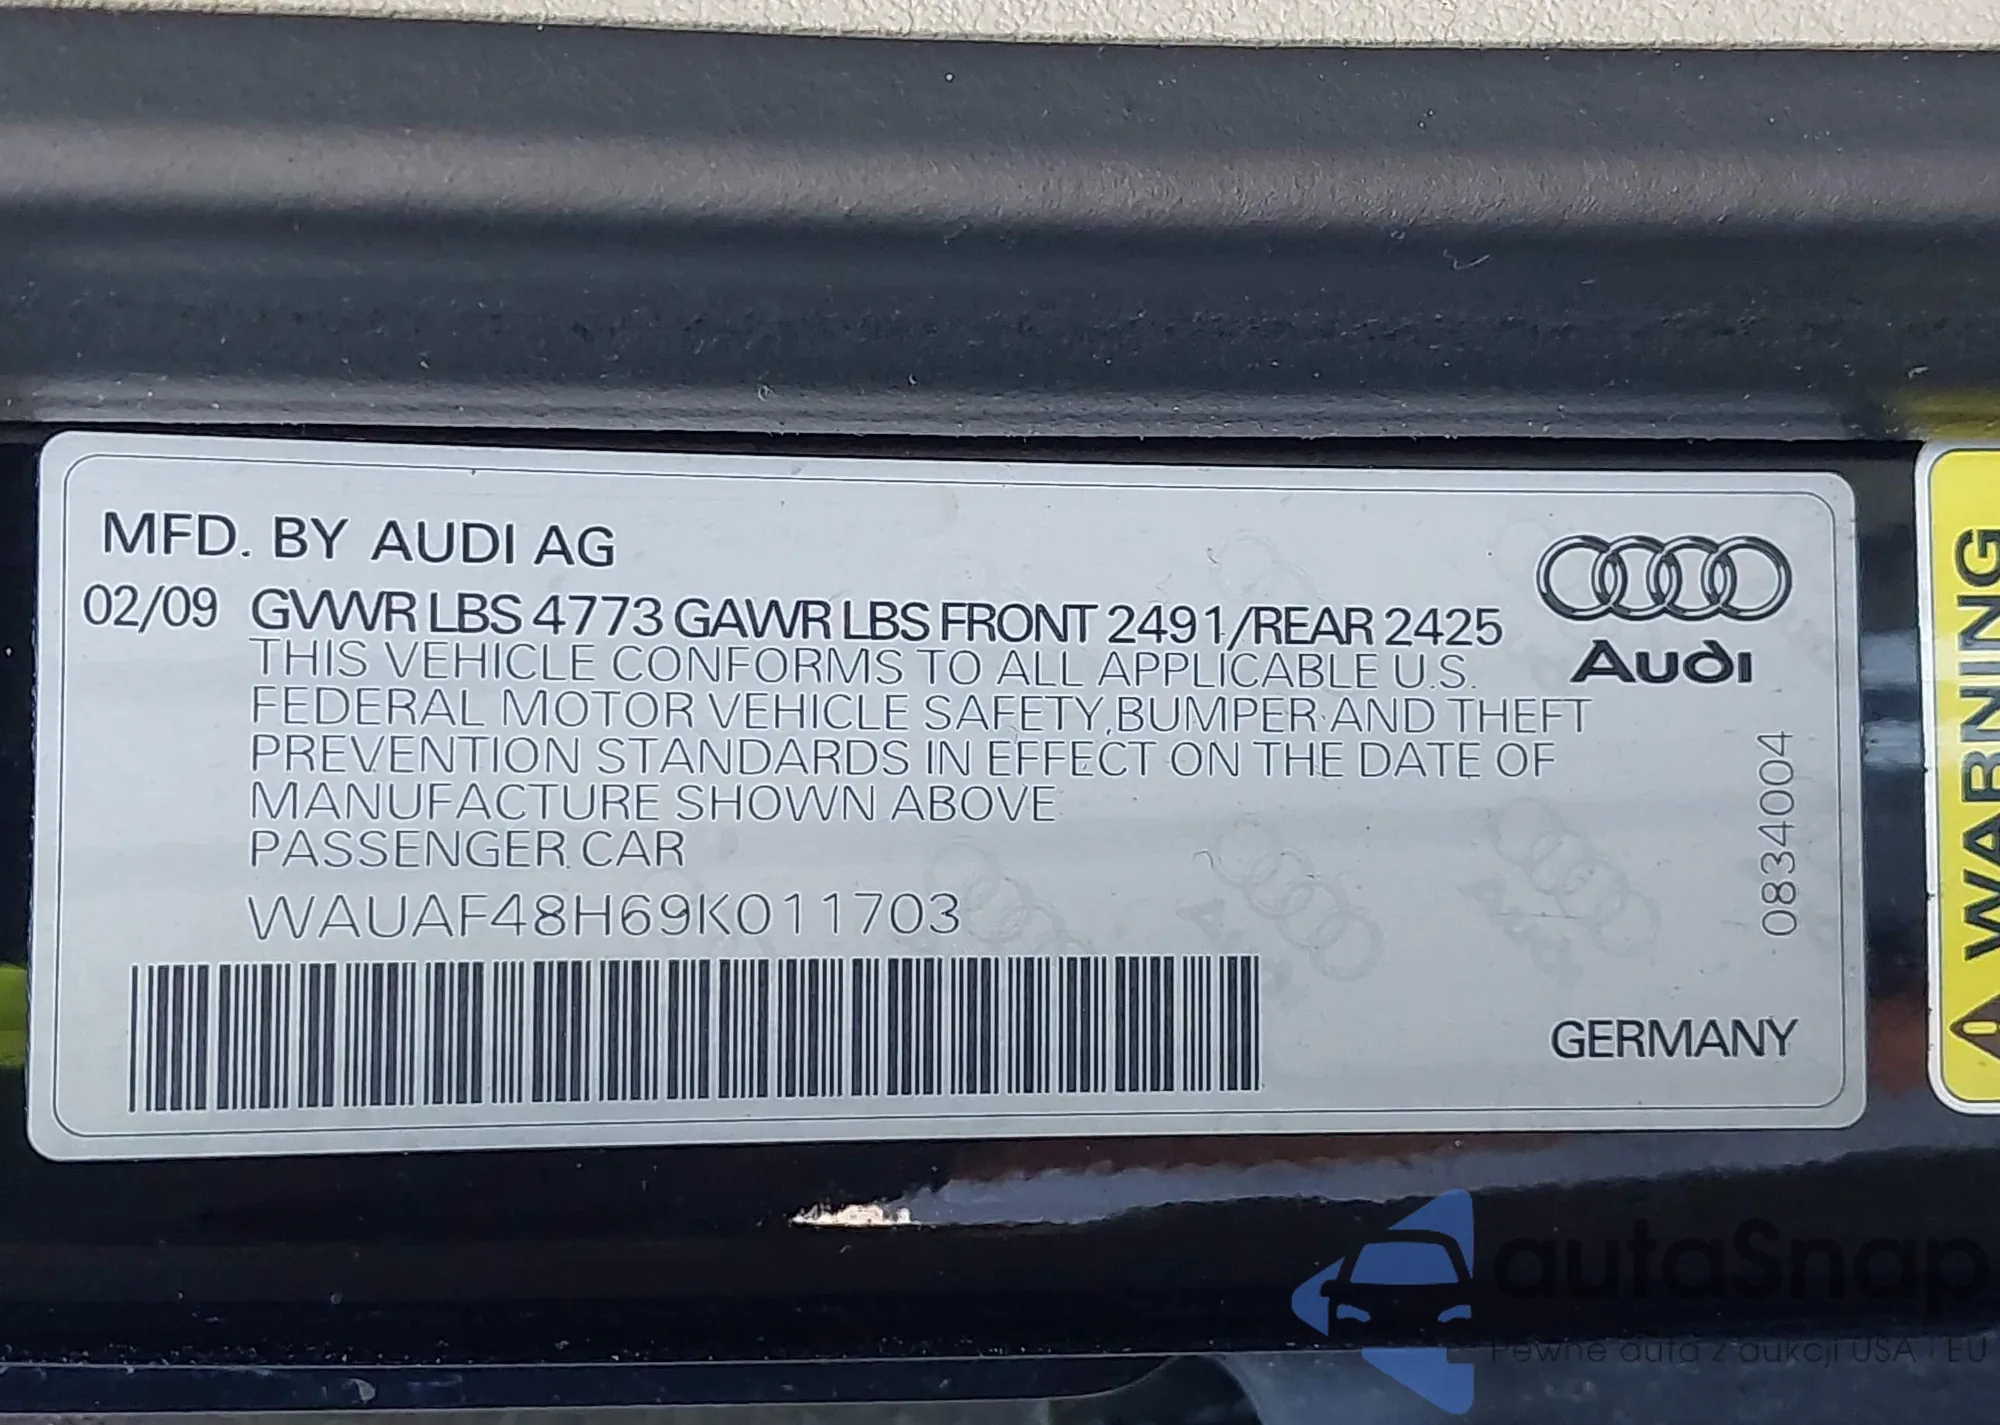 MFD. BY AUDI AG
02/09 GVWR LBS 4773 GAWR LBS FRONT 2491/REAR 2425
THIS VEHICLE CONFORMS TO ALL APPLICABLE U.S.
FEDERAL MOTOR VEHICLE SAFETY, BUMPER AND THEFT
PREVENTION STANDARDS IN EFFECT ON THE DATE OF
MANUFACTURE SHOWN ABOVE
PASSENGER CAR
WAUAF48H69K011703
Audi
0834004
GERMANY
WARNING
autaSnap
Pewne auta z aukcji USA i EU